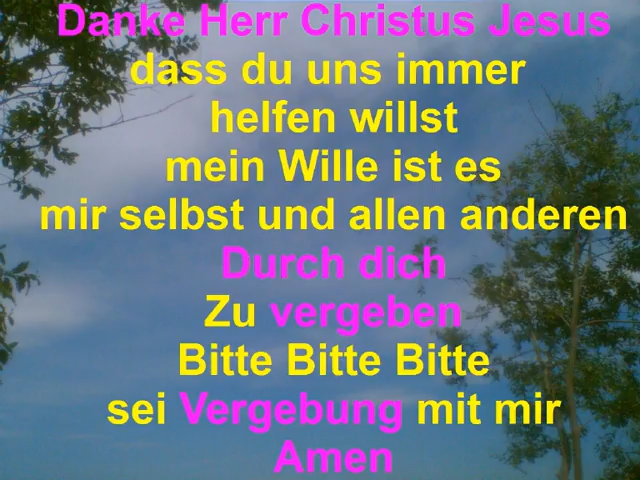 Danke Herr Christus Jesus
dass du uns immer
helfen willst
mein Wille ist es
mir selbst und allen anderen
Durch dich
Zu vergeben
Bitte Bitte Bitte
sei Vergebung mit mir
Amen